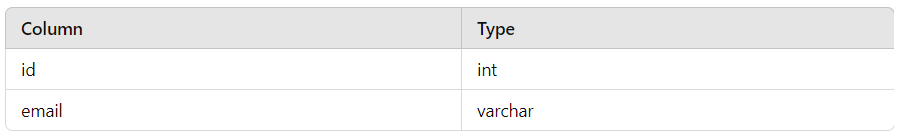 Column Type
id int
email varchar